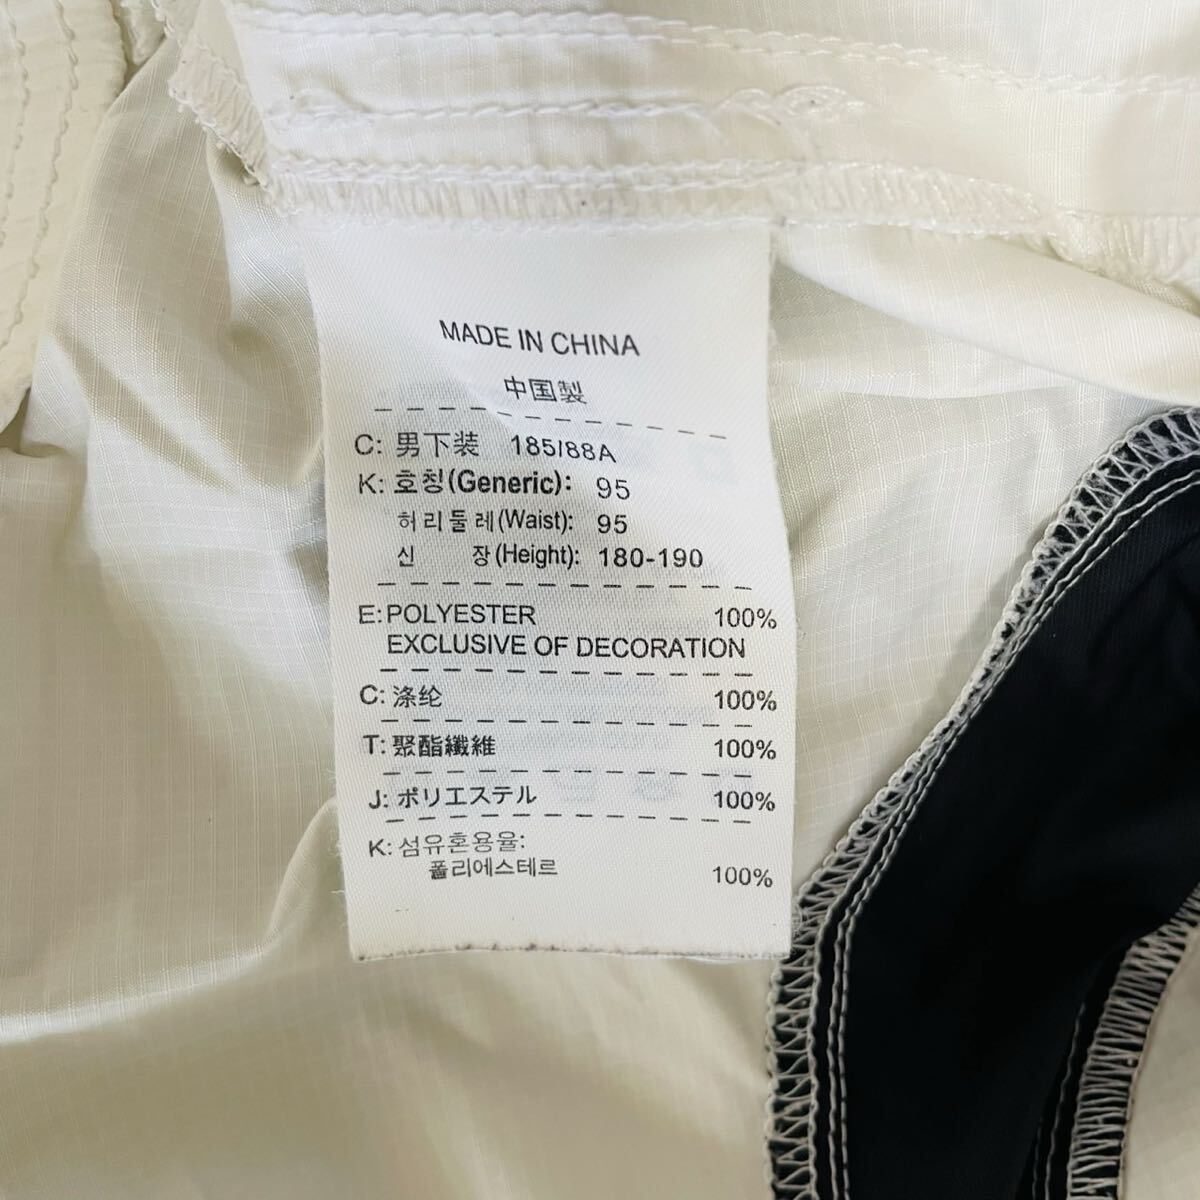 MADE IN CHINA
中国製
C: 男下装 185/88A
K: 호칭(Generic): 95
허리둘레(Waist): 95
신 장(Height): 180-190
E: POLYESTER 100%
EXCLUSIVE OF DECORATION
C: 涤纶 100%
T: 聚酯纖維 100%
J: ポリエステル 100%
K: 섬유혼용율:
폴리에스테르 100%